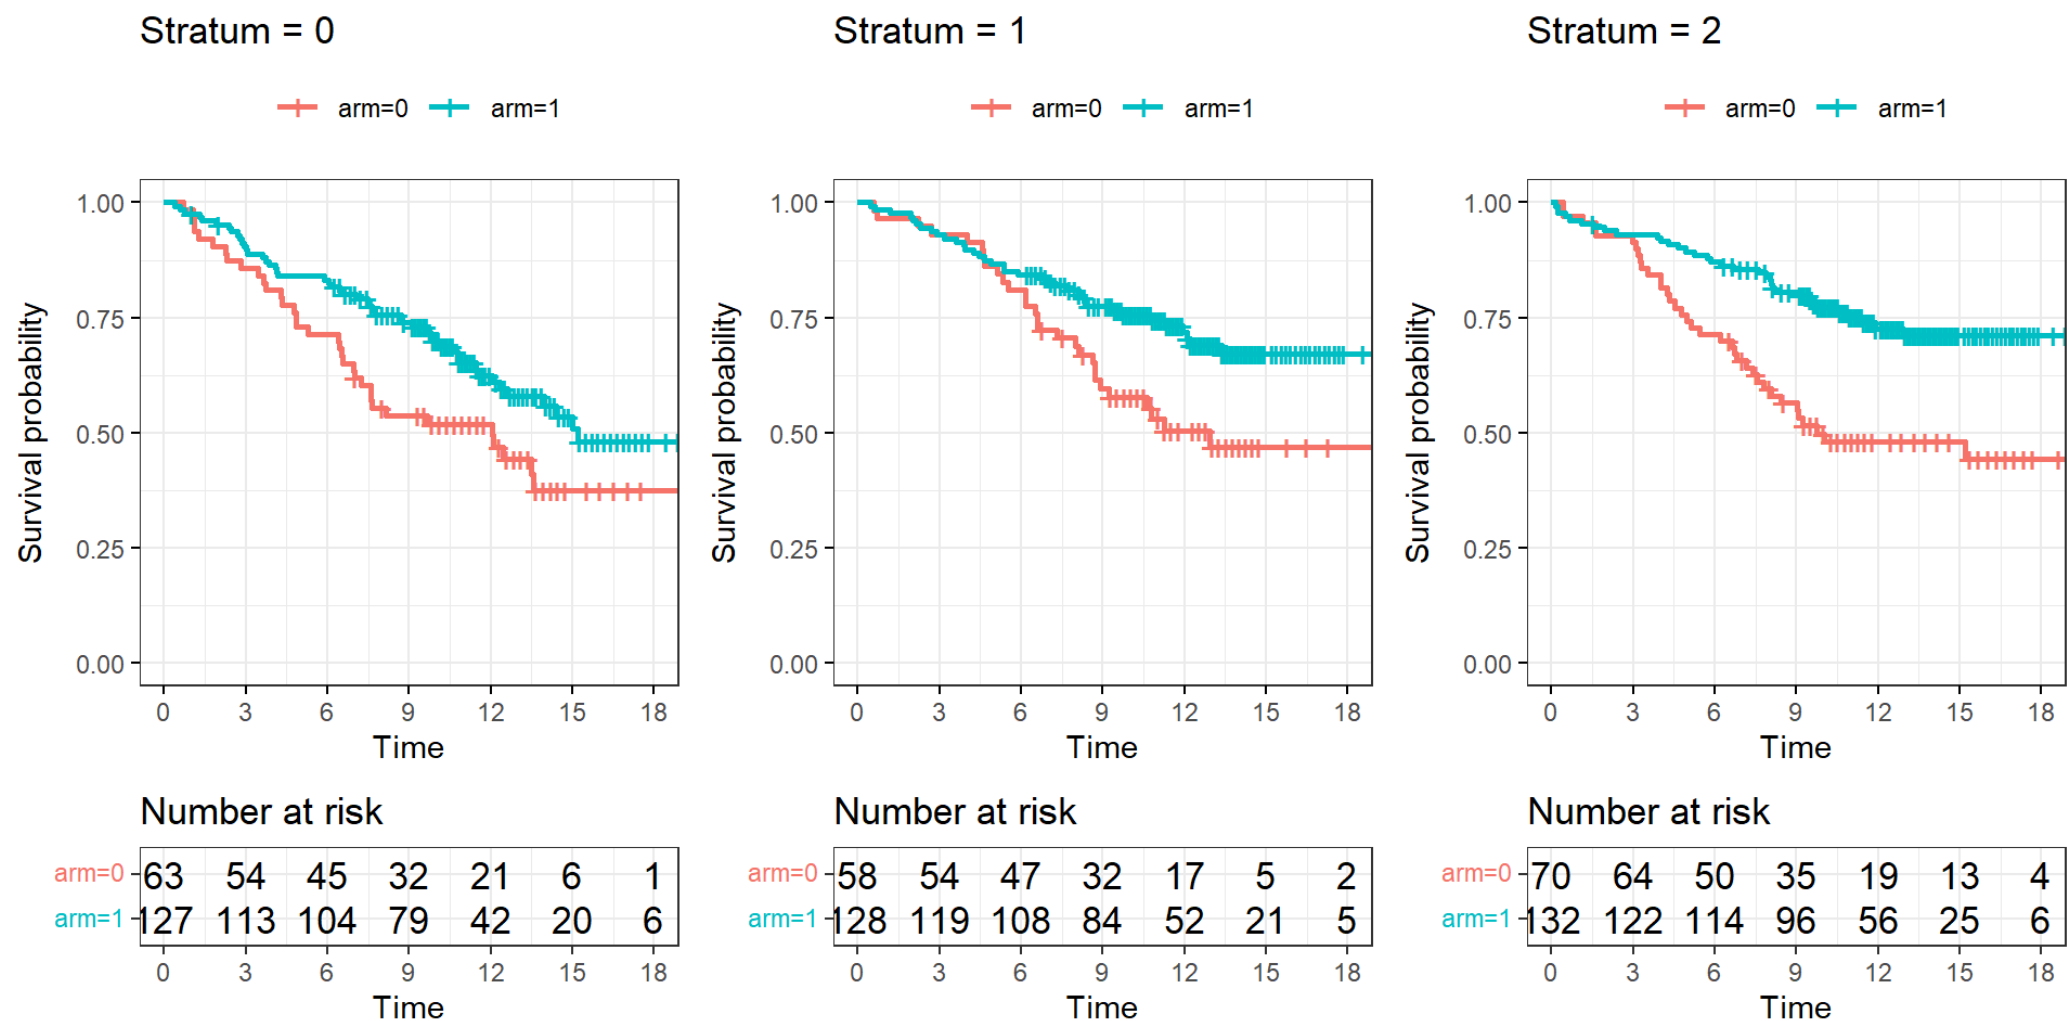 Stratum = 0
arm=0 arm=1
Survival probability
1.00
0.75
0.50
0.25
0.00
0 3 6 9 12 15 18
Time
Number at risk
arm=0 63 54 45 32 21 6 1
arm=1 127 113 104 79 42 20 6
0 3 6 9 12 15 18
Time
Stratum = 1
arm=0 arm=1
Survival probability
1.00
0.75
0.50
0.25
0.00
0 3 6 9 12 15 18
Time
Number at risk
arm=0 58 54 47 32 17 5 2
arm=1 128 119 108 84 52 21 5
0 3 6 9 12 15 18
Time
Stratum = 2
arm=0 arm=1
Survival probability
1.00
0.75
0.50
0.25
0.00
0 3 6 9 12 15 18
Time
Number at risk
arm=0 70 64 50 35 19 13 4
arm=1 132 122 114 96 56 25 6
0 3 6 9 12 15 18
Time